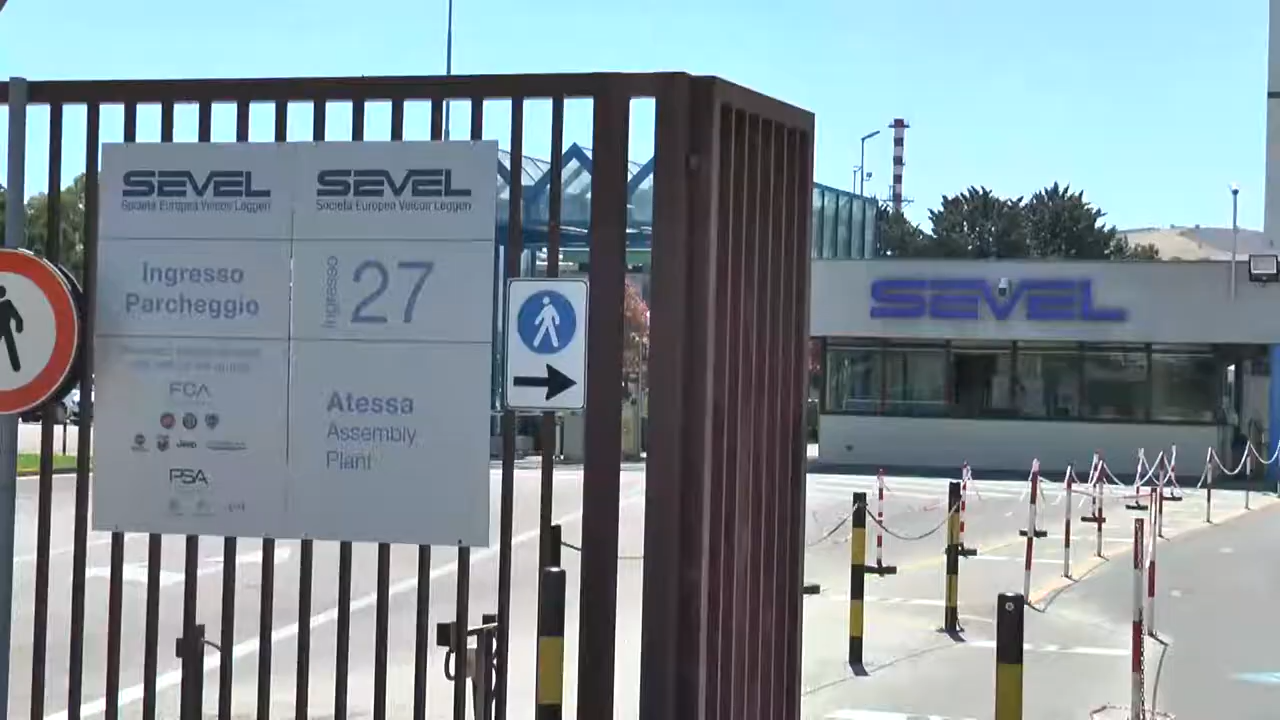 SEVEL
Società Europea Veicoli Leggeri
Ingresso
Parcheggio
FCA
Jeep
PSA
SEVEL
Società Europea Veicoli Leggeri
Ingresso
27
Atessa
Assembly
Plant
SEVEL